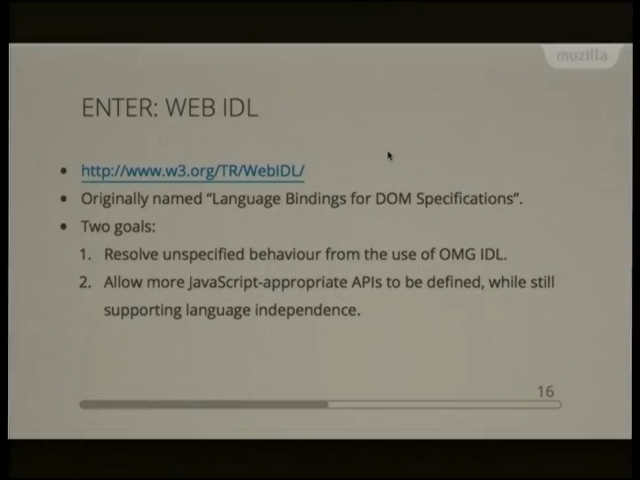 mozilla
ENTER: WEB IDL
http://www.w3.org/TR/WebIDL/
Originally named “Language Bindings for DOM Specifications”.
Two goals:
1. Resolve unspecified behaviour from the use of OMG IDL.
2. Allow more JavaScript-appropriate APIs to be defined, while still
supporting language independence.
16